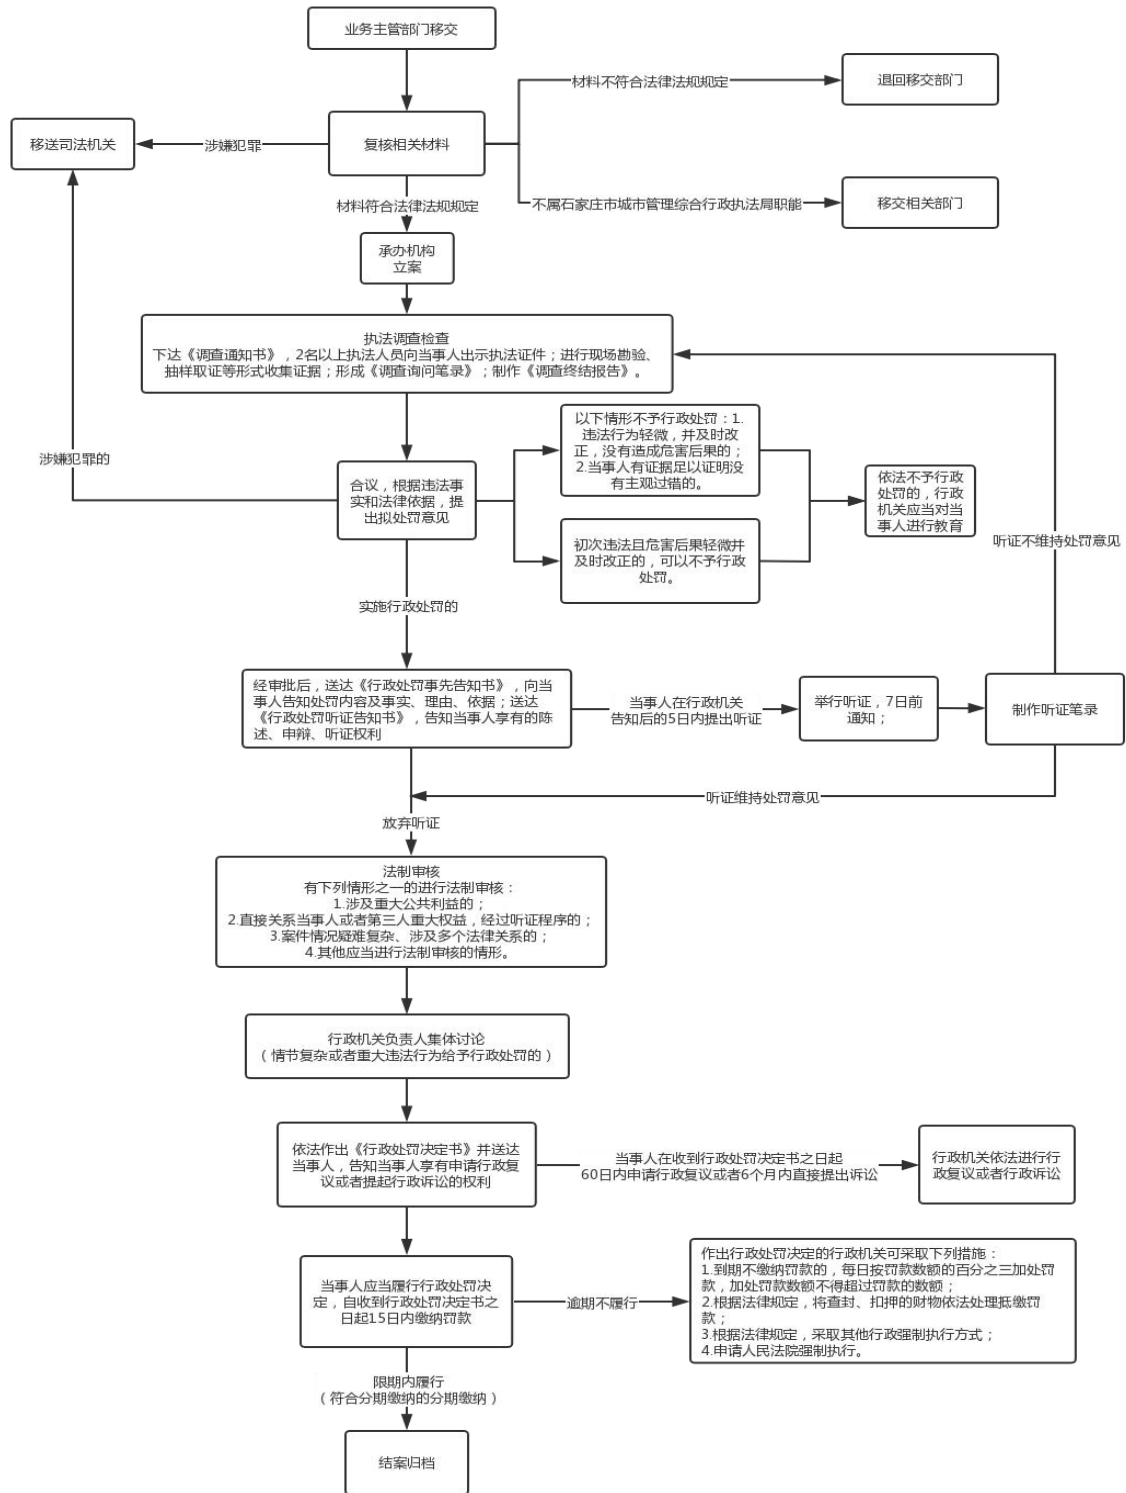 业务主管部门移交
材料不符合法律法规规定
退回移交部门
移送司法机关
涉嫌犯罪
复核相关材料
不属石家庄市城市管理综合行政执法局职能
移交相关部门
材料符合法律法规规定
承办机构
立案
执法调查检查
下达《调查通知书》，2名以上执法人员向当事人出示执法证件；进行现场勘验、
抽样取证等形式收集证据；形成《调查询问笔录》；制作《调查终结报告》。
涉嫌犯罪的
合议，根据违法事
实和法律依据，提
出拟处罚意见
以下情形不予行政处罚：1.
违法行为轻微，并及时改
正，没有造成危害后果的；
2.当事人有证据足以证明没
有主观过错的。
初次违法且危害后果轻微并
及时改正的，可以不予行政
处罚。
依法不予行政
处罚的，行政
机关应当对当
事人进行教育
听证不维持处罚意见
实施行政处罚的
经审批后，送达《行政处罚事先告知书》，向当
事人告知处罚内容及事实、理由、依据；送达
《行政处罚听证告知书》，告知当事人享有的陈
述、申辩、听证权利
当事人在行政机关
告知后的5日内提出听证
举行听证，7日前
通知；
制作听证笔录
听证维持处罚意见
放弃听证
法制审核
有下列情形之一的进行法制审核：
1.涉及重大公共利益的；
2.直接关系当事人或者第三人重大权益，经过听证程序的；
3.案件情况疑难复杂、涉及多个法律关系的；
4.其他应当进行法制审核的情形。
行政机关负责人集体讨论
（情节复杂或者重大违法行为给予行政处罚的）
依法作出《行政处罚决定书》并送达
当事人，告知当事人享有申请行政复
议或者提起行政诉讼的权利
当事人在收到行政处罚决定书之日起
60日内申请行政复议或者6个月内直接提出诉讼
行政机关依法进行行
政复议或者行政诉讼
当事人应当履行行政处罚决
定，自收到行政处罚决定书之
日起15日内缴纳罚款
逾期不履行
作出行政处罚决定的行政机关可采取下列措施：
1.到期不缴纳罚款的，每日按罚款数额的百分之三加处罚
款，加处罚款数额不得超过罚款的数额；
2.根据法律规定，将查封、扣押的财物依法处理抵缴罚
款；
3.根据法律规定，采取其他行政强制执行方式；
4.申请人民法院强制执行。
限期内履行
（符合分期缴纳的分期缴纳）
结案归档